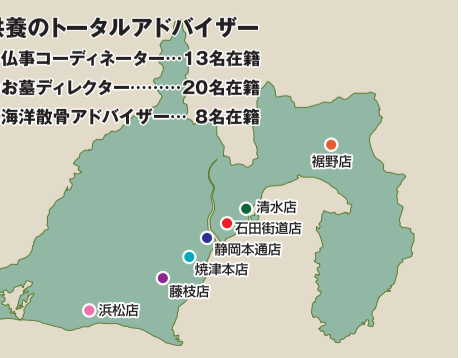 供養のトータルアドバイザー
仏事コーディネーター…13名在籍
お墓ディレクター………20名在籍
海洋散骨アドバイザー… 8名在籍
裾野店
清水店
石田街道店
静岡本通店
焼津本店
藤枝店
浜松店